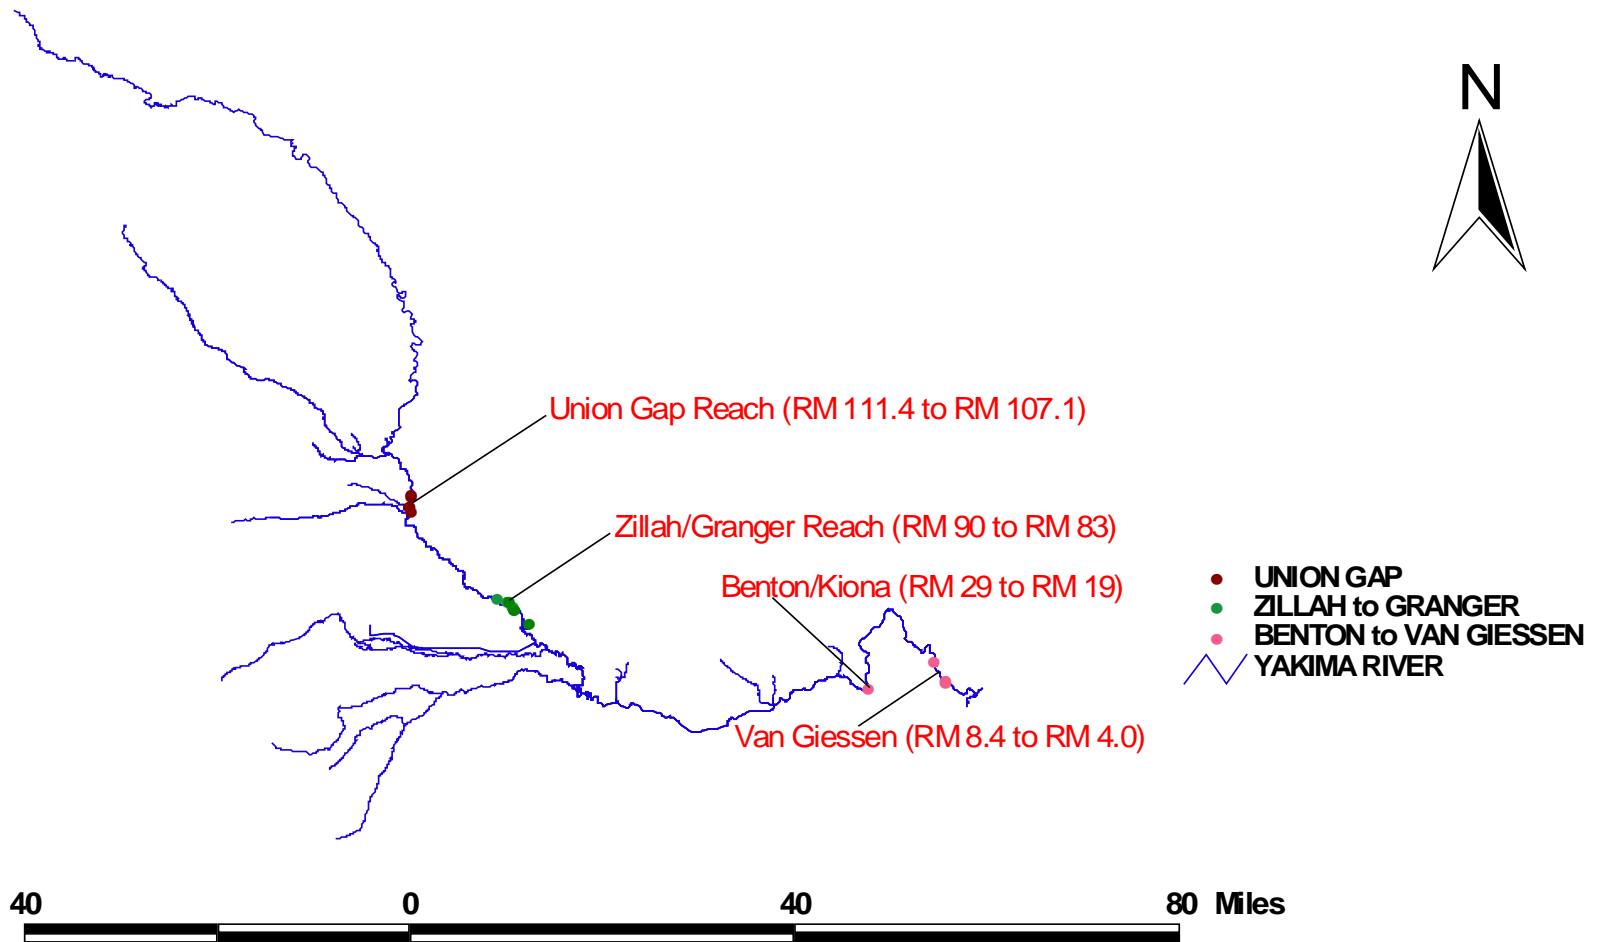 N
Union Gap Reach (RM 111.4 to RM 107.1)
Zillah/Granger Reach (RM 90 to RM 83)
Benton/Kiona (RM 29 to RM 19)
Van Giessen (RM 8.4 to RM 4.0)
UNION GAP
ZILLAH to GRANGER
BENTON to VAN GIESSEN
YAKIMA RIVER
40 0 40 80 Miles